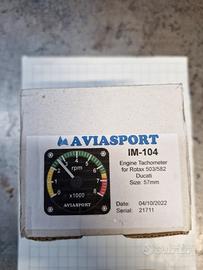 AVIASPORT
IM-104
Engine Tachometer
for Rotax 503/582
Ducati
Size: 57mm
rpm
x1000
AVIASPORT
Date: 04/10/2022
Serial: 21711